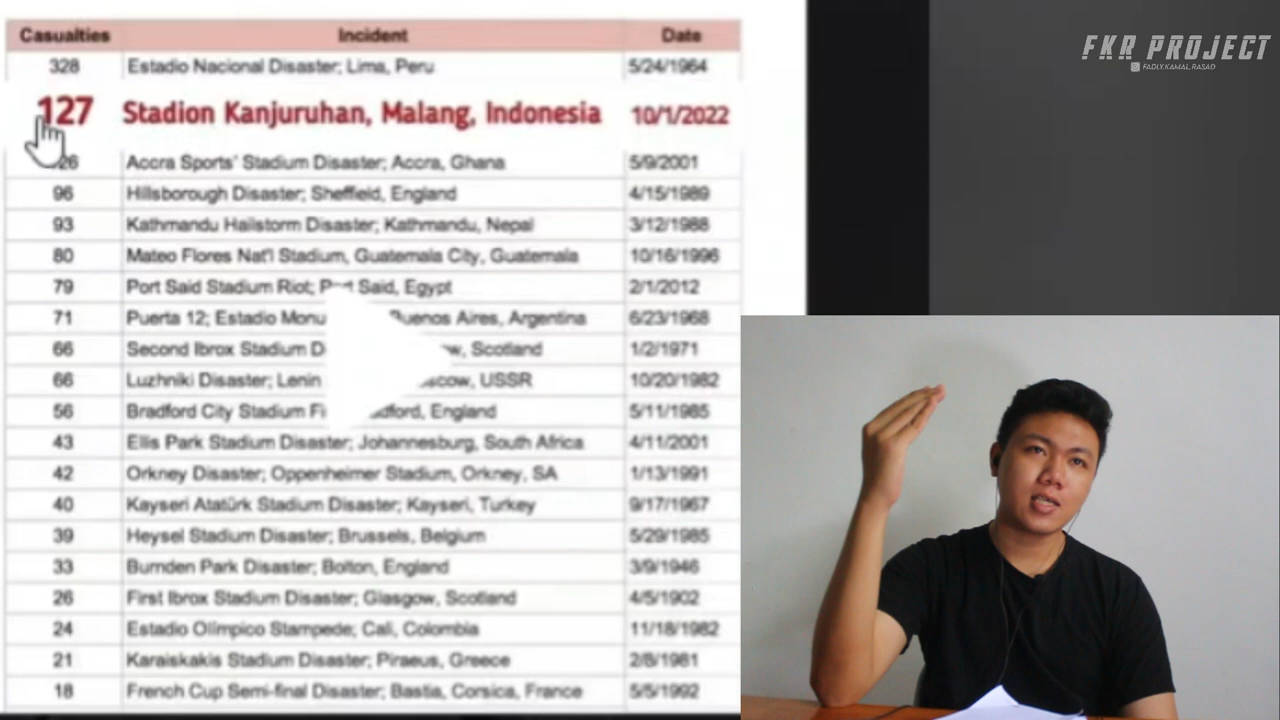 Casualties Incident Date
FKR PROJECT
FADLY.KAMAL.RASAD
328 Estadio Nacional Disaster; Lima, Peru 5/24/1964
127 Stadion Kanjuruhan, Malang, Indonesia 10/1/2022
26 Accra Sports' Stadium Disaster; Accra, Ghana 5/9/2001
96 Hillsborough Disaster; Sheffield, England 4/15/1989
93 Kathmandu Hailstorm Disaster; Kathmandu, Nepal 3/12/1988
80 Mateo Flores Nat'l Stadium, Guatemala City, Guatemala 10/16/1996
79 Port Said Stadium Riot; Port Said, Egypt 2/1/2012
71 Puerta 12; Estadio Monu Buenos Aires, Argentina 6/23/1968
66 Second Ibrox Stadium D w, Scotland 1/2/1971
66 Luzhniki Disaster; Lenin scow, USSR 10/20/1982
56 Bradford City Stadium Fi dford, England 5/11/1985
43 Ellis Park Stadium Disaster; Johannesburg, South Africa 4/11/2001
42 Orkney Disaster; Oppenheimer Stadium, Orkney, SA 1/13/1991
40 Kayseri Atatürk Stadium Disaster; Kayseri, Turkey 9/17/1967
39 Heysel Stadium Disaster; Brussels, Belgium 5/29/1985
33 Burnden Park Disaster; Bolton, England 3/9/1946
26 First Ibrox Stadium Disaster; Glasgow, Scotland 4/5/1902
24 Estadio Olímpico Stampede; Cali, Colombia 11/18/1982
21 Karaiskakis Stadium Disaster; Piraeus, Greece 2/8/1981
18 French Cup Semi-final Disaster; Bastia, Corsica, France 5/5/1992